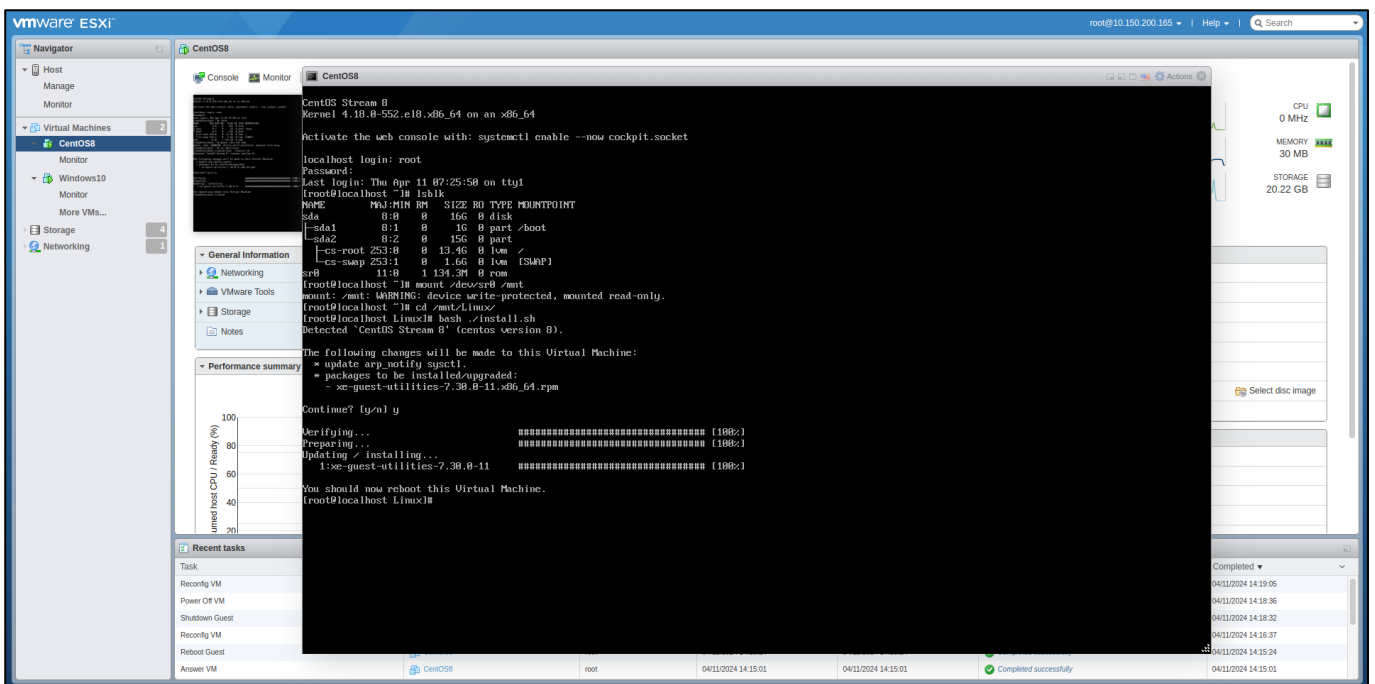 vmware ESXi™
root@10.150.200.165 | Help | Search
Navigator
Host
Manage
Monitor
Virtual Machines 2
CentOS8
Monitor
Windows10
Monitor
More VMs...
Storage 4
Networking 1
CentOS8
Console Monitor
General Information
Networking
VMware Tools
Storage
Notes
Performance summary
100
80
60
40
20
CPU
0 MHz
MEMORY
30 MB
STORAGE
20.22 GB
Select disc image
CentOS8 Actions
CentOS Stream 8
Kernel 4.18.0-552.el8.x86_64 on an x86_64
Activate the web console with: systemctl enable --now cockpit.socket
localhost login: root
Password:
Last login: Thu Apr 11 07:25:50 on tty1
[root@localhost ~]# lsblk
NAME MAJ:MIN RM SIZE RO TYPE MOUNTPOINT
sda 8:0 0 16G 0 disk
├─sda1 8:1 0 1G 0 part /boot
└─sda2 8:2 0 15G 0 part
├─cs-root 253:0 0 13.4G 0 lvm /
└─cs-swap 253:1 0 1.6G 0 lvm [SWAP]
sr0 11:0 1 134.3M 0 rom
[root@localhost ~]# mount /dev/sr0 /mnt
mount: /mnt: WARNING: device write-protected, mounted read-only.
[root@localhost ~]# cd /mnt/Linux/
[root@localhost Linux]# bash ./install.sh
Detected `CentOS Stream 8' (centos version 8).
The following changes will be made to this Virtual Machine:
* update arp_notify sysctl.
* packages to be installed/upgraded:
- xe-guest-utilities-7.30.0-11.x86_64.rpm
Continue? [y/n] y
Verifying... ################################# [100%]
Preparing... ################################# [100%]
Updating / installing...
1:xe-guest-utilities-7.30.0-11 ################################# [100%]
You should now reboot this Virtual Machine.
[root@localhost Linux]#
Recent tasks
Task Completed
Reconfig VM 04/11/2024 14:19:05
Power Off VM 04/11/2024 14:18:36
Shutdown Guest 04/11/2024 14:18:32
Reconfig VM 04/11/2024 14:16:37
Reboot Guest 04/11/2024 14:15:24
Answer VM CentOS8 root 04/11/2024 14:15:01 04/11/2024 14:15:01 Completed successfully 04/11/2024 14:15:01